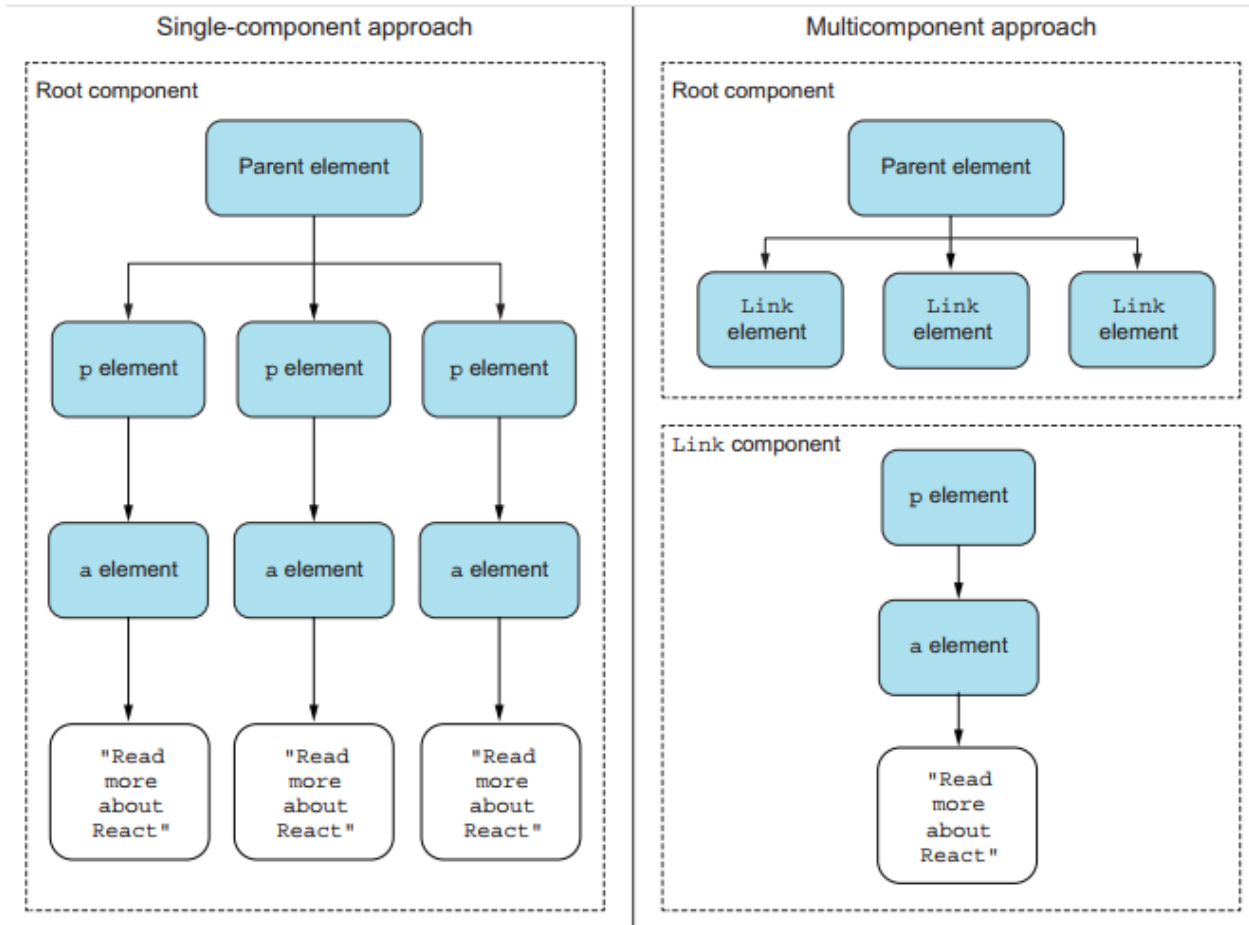 Single-component approach
Root component
Parent element
p element
p element
p element
a element
a element
a element
"Read
more
about
React"
"Read
more
about
React"
"Read
more
about
React"
Multicomponent approach
Root component
Parent element
Link
element
Link
element
Link
element
Link component
p element
a element
"Read
more
about
React"